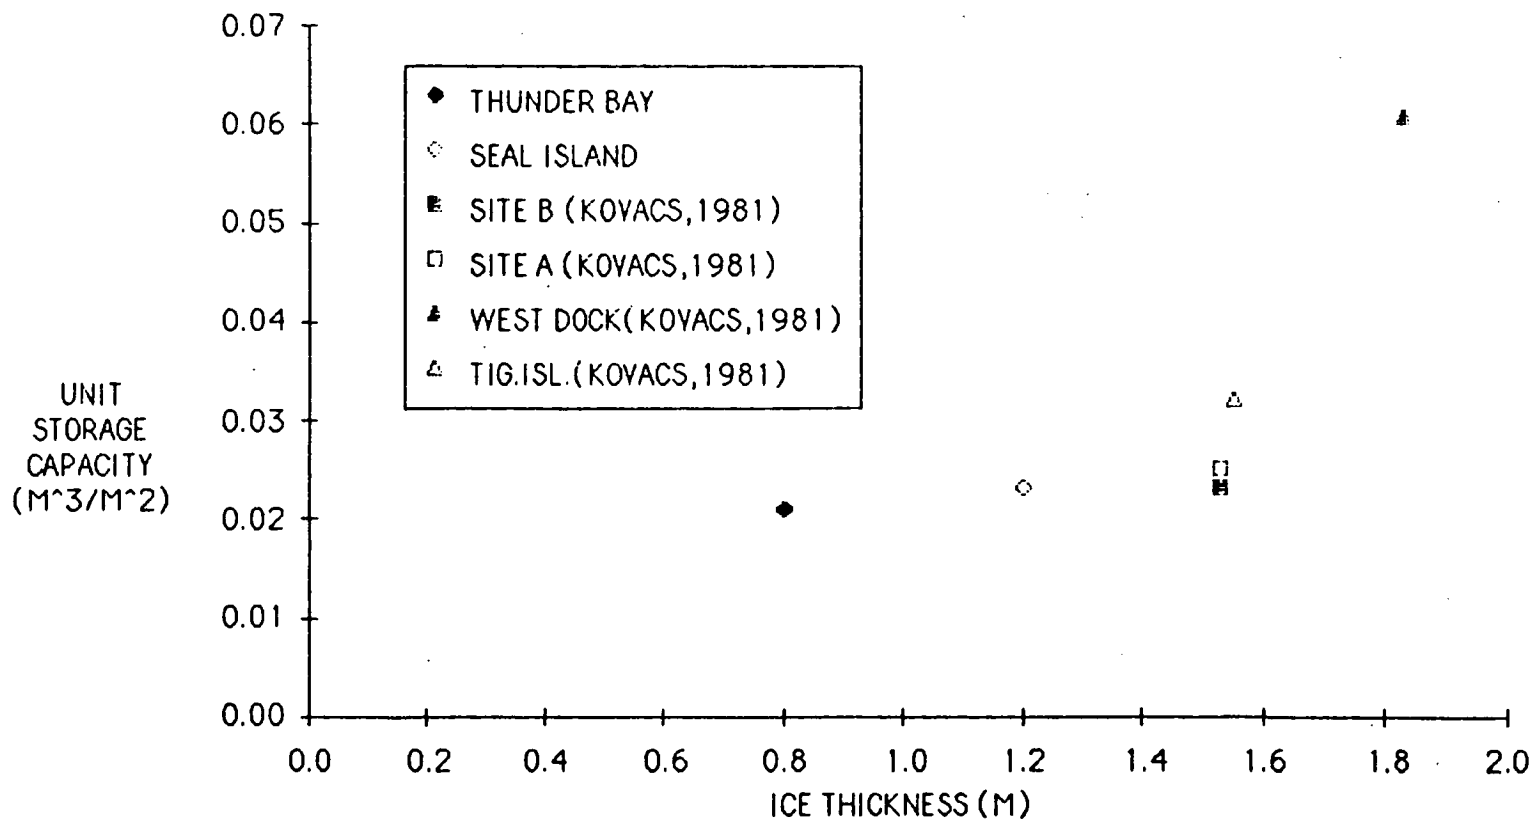 0.07
0.06
0.05
0.04
0.03
0.02
0.01
0.00
UNIT
STORAGE
CAPACITY
(M^3/M^2)
THUNDER BAY
SEAL ISLAND
SITE B (KOVACS,1981)
SITE A (KOVACS,1981)
WEST DOCK(KOVACS,1981)
TIG.ISL.(KOVACS,1981)
0.0 0.2 0.4 0.6 0.8 1.0 1.2 1.4 1.6 1.8 2.0
ICE THICKNESS (M)